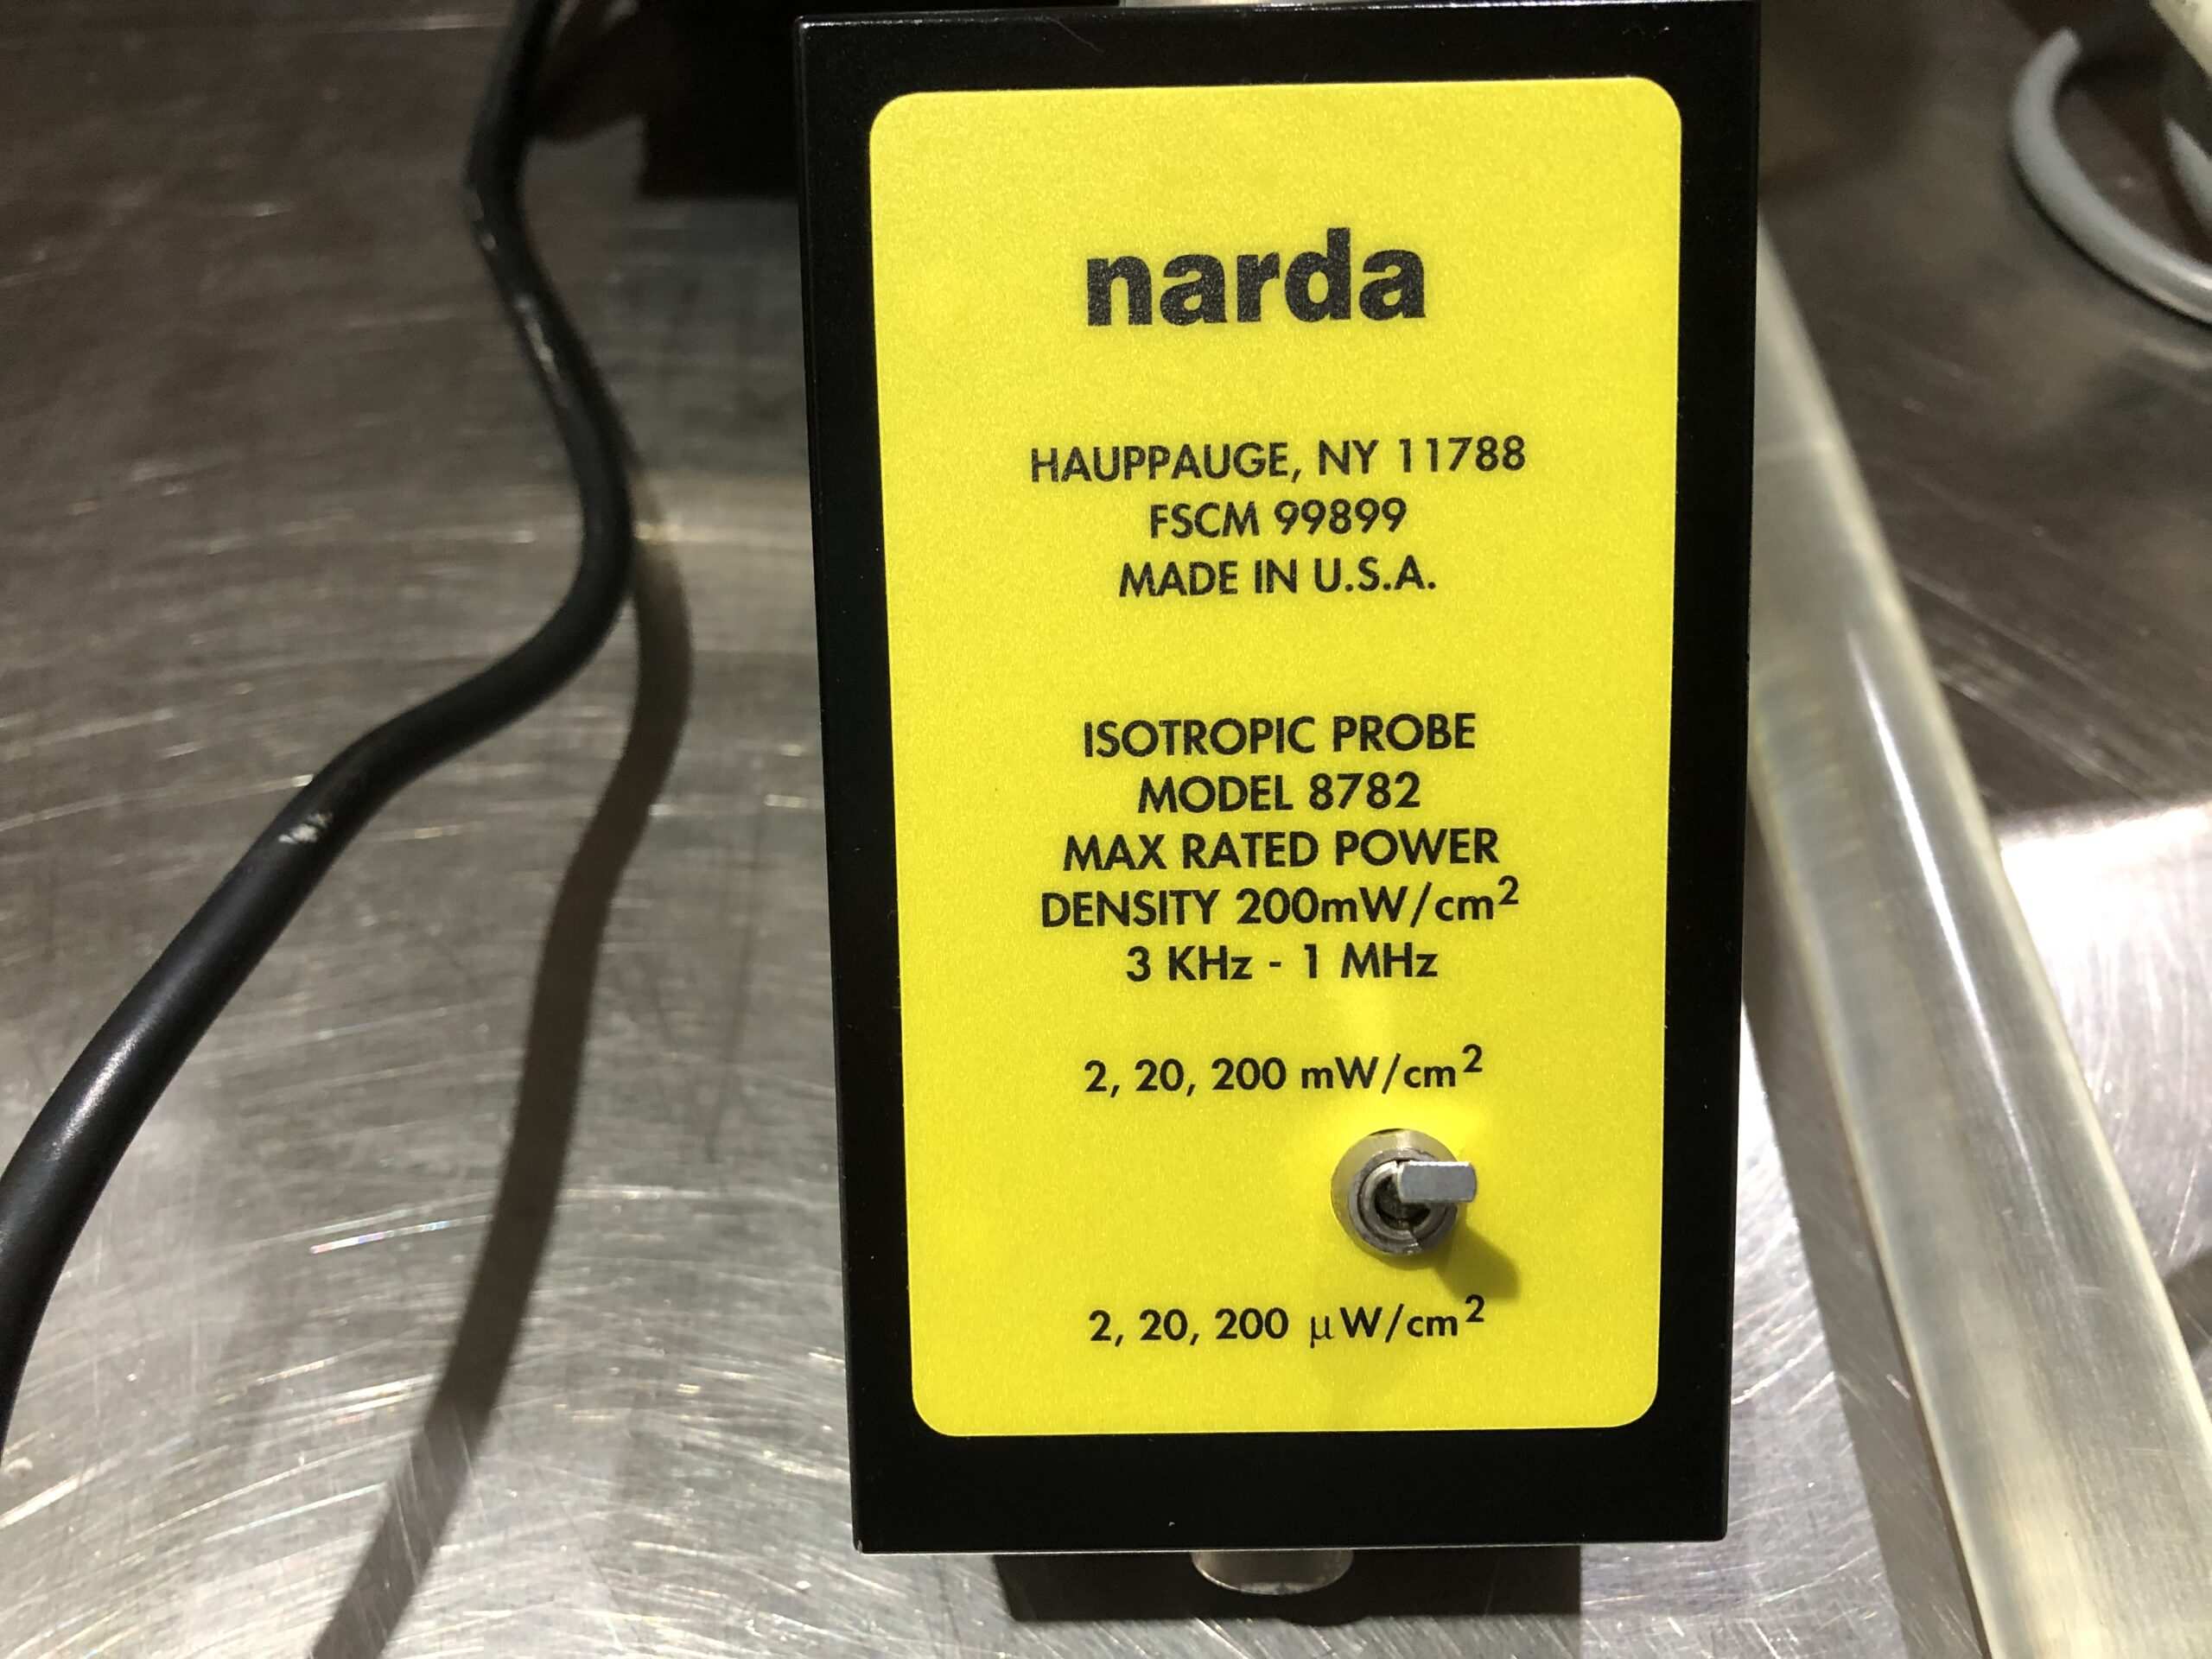 narda
HAUPPAUGE, NY 11788
FSCM 99899
MADE IN U.S.A.
ISOTROPIC PROBE
MODEL 8782
MAX RATED POWER
DENSITY 200mW/cm²
3 KHz - 1 MHz
2, 20, 200 mW/cm²
2, 20, 200 µW/cm²